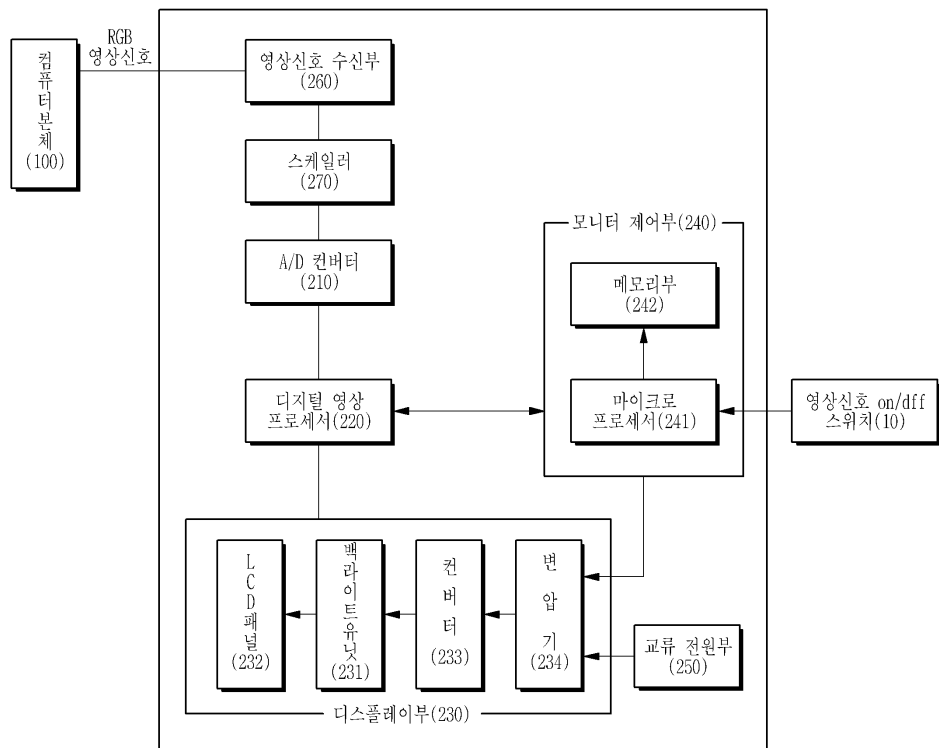 RGB
영상신호
컴퓨터본체
(100)
영상신호 수신부
(260)
스케일러
(270)
A/D 컨버터
(210)
모니터 제어부(240)
메모리부
(242)
디지털 영상
프로세서(220)
마이크로
프로세서(241)
영상신호 on/dff
스위치(10)
LCD패널
(232)
백라이트유닛
(231)
컨버터
(233)
변압기
(234)
교류 전원부
(250)
디스플레이부(230)